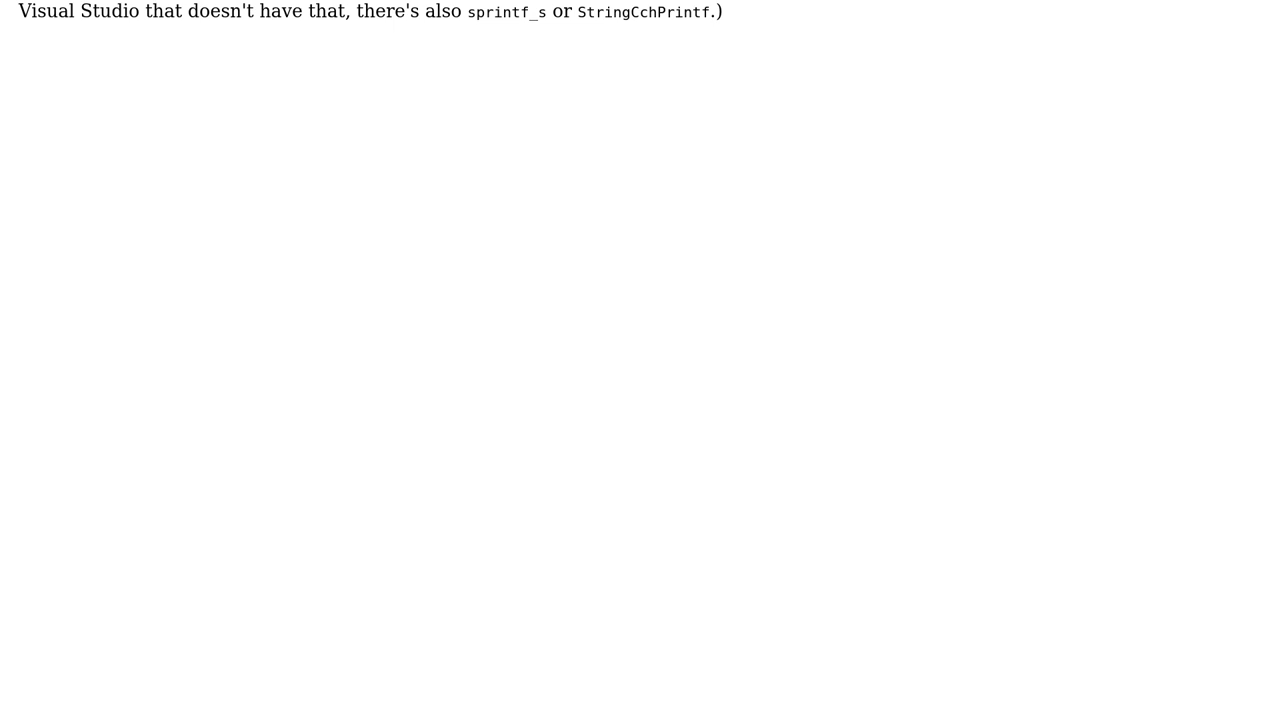 Visual Studio that doesn't have that, there's also sprintf_s or StringCchPrintf.)